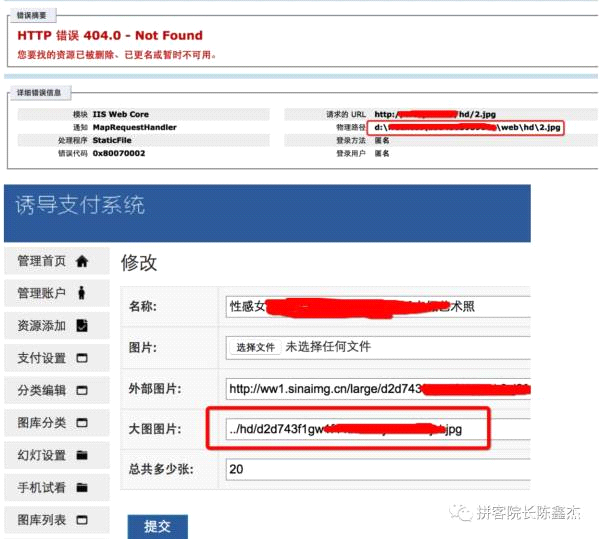 错误摘要
HTTP 错误 404.0 - Not Found
您要找的资源已被删除、已更名或暂时不可用。
详细错误信息
模块 IIS Web Core
通知 MapRequestHandler
处理程序 StaticFile
错误代码 0x80070002
请求的 URL http: /hd/2.jpg
物理路径 d:\ \web\hd\2.jpg
登录方法 匿名
登录用户 匿名
诱导支付系统
管理首页
管理账户
资源添加
支付设置
分类编辑
图库分类
幻灯设置
手机试看
图库列表
修改
名称: 性感女 艺术照
图片: 选择文件 未选择任何文件
外部图片: http://ww1.sinaimg.cn/large/d2d743
大图图片: ../hd/d2d743f1gw .jpg
总共多少张: 20
提交
拼客院长陈鑫杰